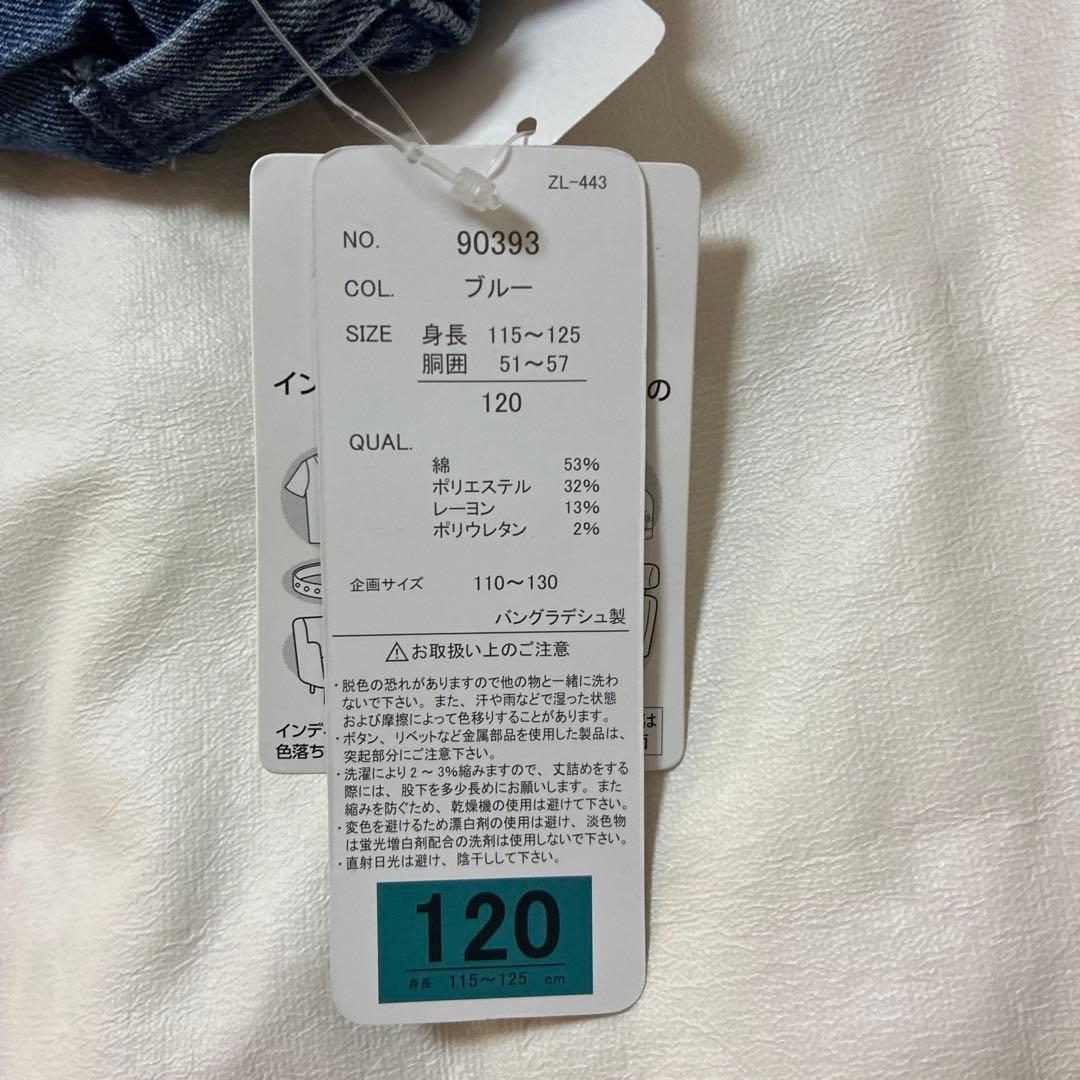 ZL-443
NO. 90393
COL. ブルー
SIZE 身長 115～125
胴囲 51～57
120
QUAL.
綿 53%
ポリエステル 32%
レーヨン 13%
ポリウレタン 2%
企画サイズ 110～130
バングラデシュ製
⚠お取扱い上のご注意
・脱色の恐れがありますので他の物と一緒に洗わ
ないで下さい。また、汗や雨などで湿った状態
および摩擦によって色移りすることがあります。
・ボタン、リベットなど金属部品を使用した製品は、
突起部分にご注意下さい。
・洗濯により2～3%縮みますので、丈詰めをする
際には、股下を多少長めにお願いします。また
縮みを防ぐため、乾燥機の使用は避けて下さい。
・変色を避けるため漂白剤の使用は避け、淡色物
は蛍光増白剤配合の洗剤は使用しないで下さい。
・直射日光は避け、陰干しして下さい。
120
身長 115～125 cm
イン
の
インデ
色落ち
は